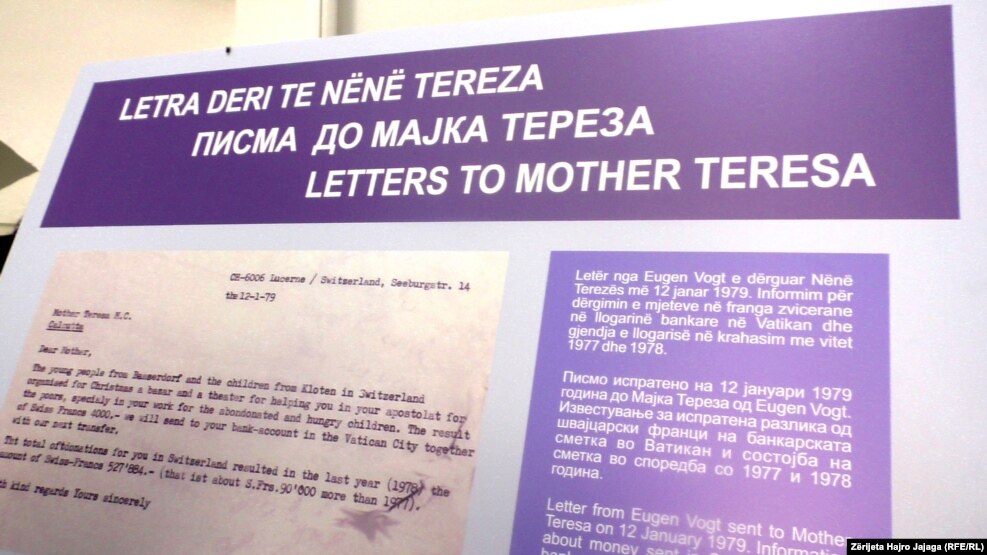 LETRA DERI TE NËNË TEREZA
ПИСМА ДО МАЈКА ТЕРЕЗА
LETTERS TO MOTHER TERESA
CH-6006 Lucerne / Switzerland, Seeburgstr. 14
the 12-1-79
Mother Teresa M.C.
Calcutta
Dear Mother,
The young people from Basserdorf and the children from Kloten in Switzerland
organised for Christmas a bazar and a theater for helping you in your apostolat for
the poors, specialy in your work for the abondonated and hungry children. The result
of Swiss Francs 4000,- we will send to your bank-account in the Vatican City together
with our next transfer.
The total ofdonations for you in Switzerland resulted in the last year (1978) the
amount of Swiss-Francs 527'884.- (that ist about S.Frs.90'000 more than 1977).
kind regards Yours sincerely
Letër nga Eugen Vogt e dërguar Nënë
Terezës më 12 janar 1979. Informim për
dërgimin e mjeteve në franga zvicerane
në llogarinë bankare në Vatikan dhe
gjendja e llogarisë në krahasim me vitet
1977 dhe 1978.
Писмо испратено на 12 јануари 1979
година до Мајка Тереза од Eugen Vogt.
Известување за испратена разлика од
швајцарски франци на банкарската
сметка во Ватикан и состојба на
сметка во споредба со 1977 и 1978
година.
Letter from Eugen Vogt sent to Mother
Teresa on 12 January 1979.
about money sent
Zërijeta Hajro Jajaga (RFE/RL)